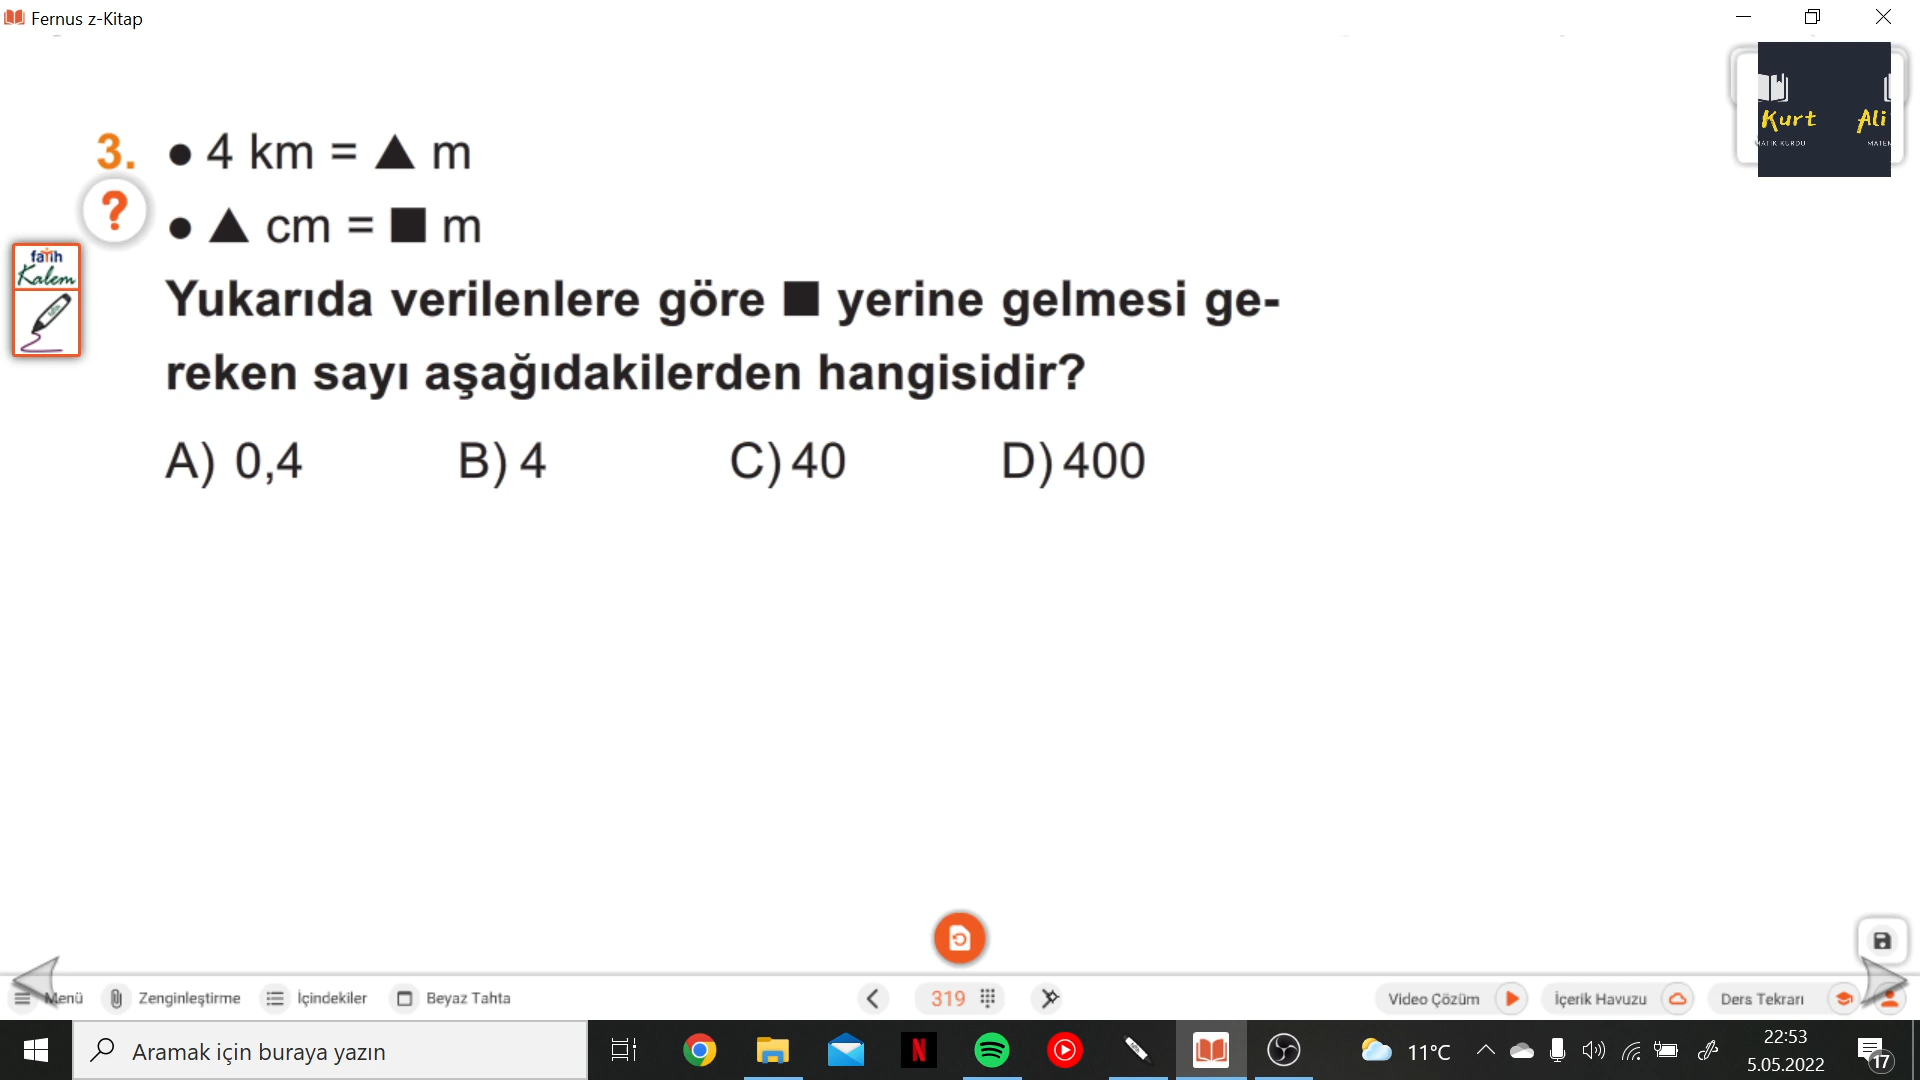 Fernus z-Kitap
Kurt Ali
3. ● 4 km = ▲ m
?
● ▲ cm = ■ m
fatih
Kalem
Yukarıda verilenlere göre ■ yerine gelmesi ge-
reken sayı aşağıdakilerden hangisidir?
A) 0,4 B) 4 C) 40 D) 400
Menü Zenginleştirme İçindekiler Beyaz Tahta 319 Video Çözüm İçerik Havuzu Ders Tekrarı
Aramak için buraya yazın
N
11°C
22:53
5.05.2022
17